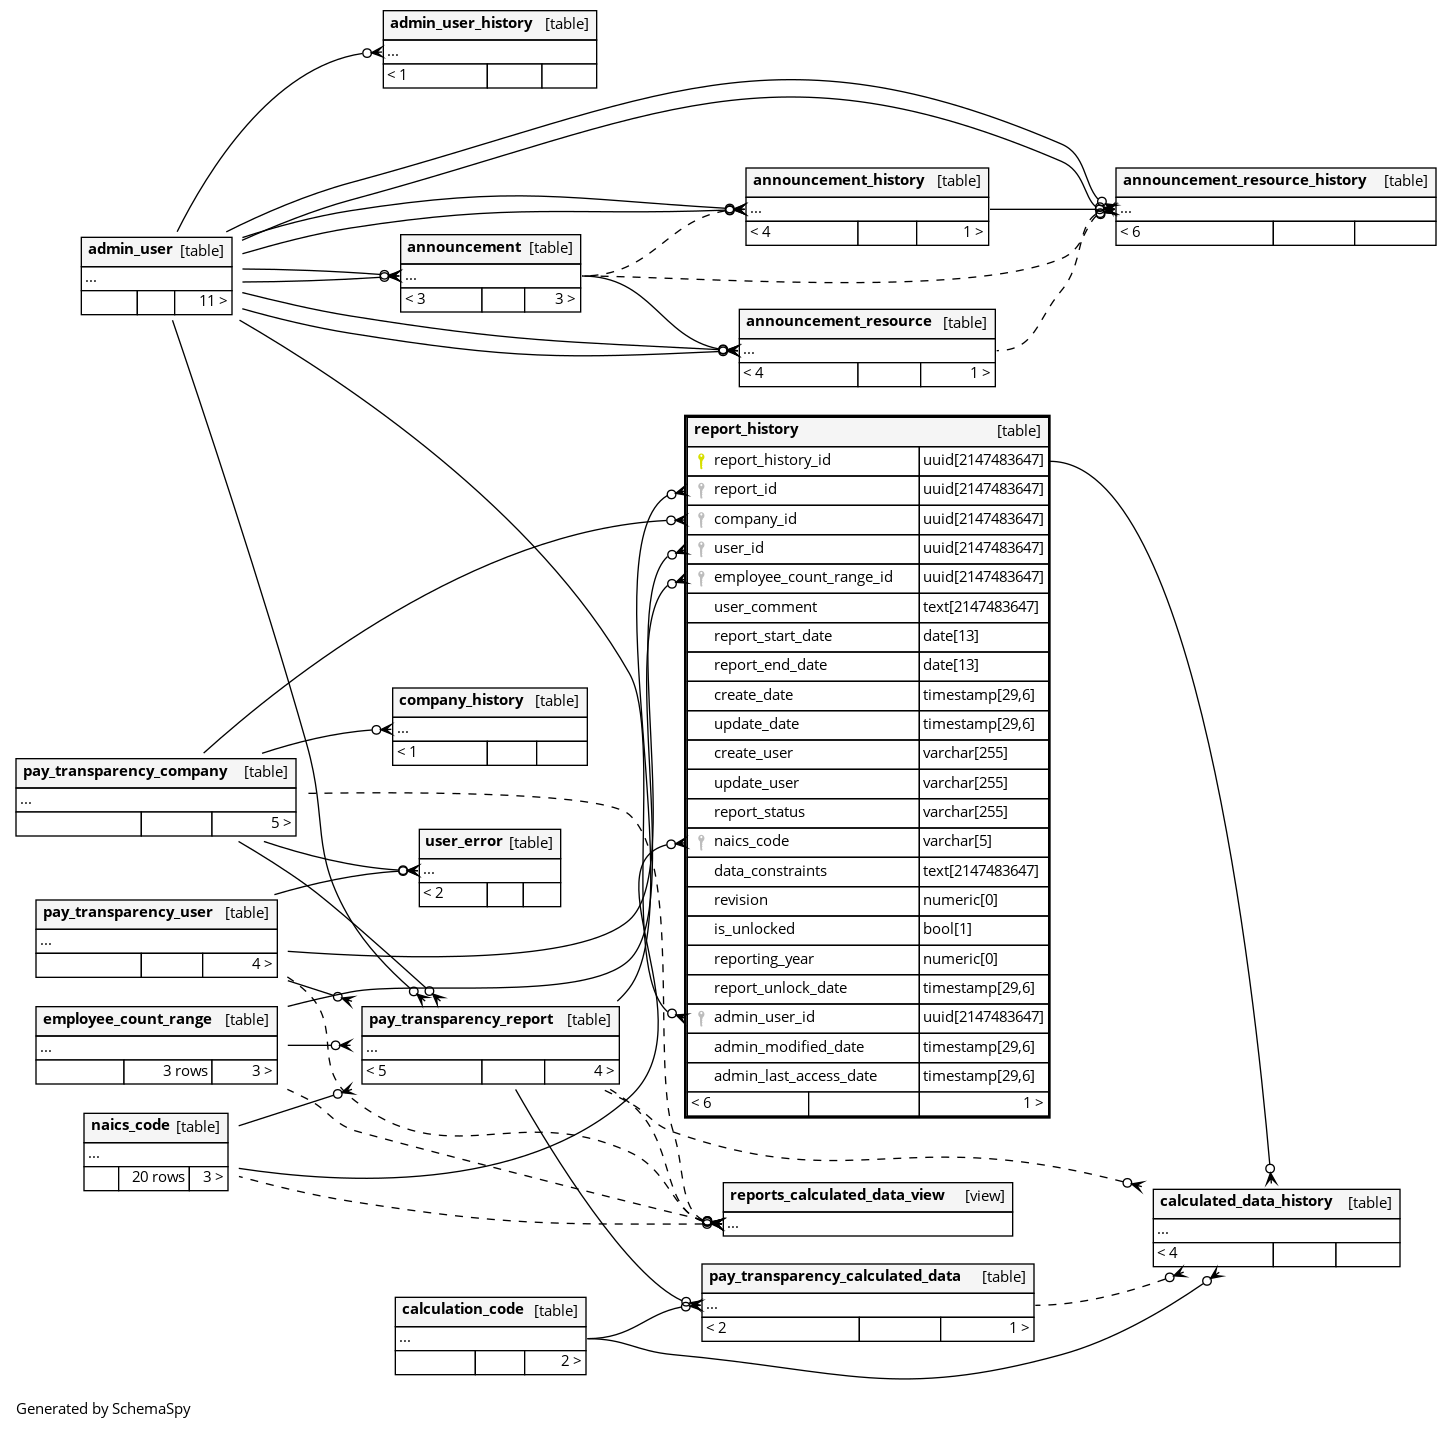 admin_user_history [table]
...
< 1
announcement_history [table]
...
< 4 1 >
announcement_resource_history [table]
...
< 6
admin_user [table]
...
11 >
announcement [table]
...
< 3 3 >
announcement_resource [table]
...
< 4 1 >
report_history [table]
report_history_id uuid[2147483647]
report_id uuid[2147483647]
company_id uuid[2147483647]
user_id uuid[2147483647]
employee_count_range_id uuid[2147483647]
user_comment text[2147483647]
report_start_date date[13]
report_end_date date[13]
create_date timestamp[29,6]
update_date timestamp[29,6]
create_user varchar[255]
update_user varchar[255]
report_status varchar[255]
naics_code varchar[5]
data_constraints text[2147483647]
revision numeric[0]
is_unlocked bool[1]
reporting_year numeric[0]
report_unlock_date timestamp[29,6]
admin_user_id uuid[2147483647]
admin_modified_date timestamp[29,6]
admin_last_access_date timestamp[29,6]
< 6 1 >
company_history [table]
...
< 1
pay_transparency_company [table]
...
5 >
user_error [table]
...
< 2
pay_transparency_user [table]
...
4 >
employee_count_range [table]
...
3 rows 3 >
pay_transparency_report [table]
...
< 5 4 >
naics_code [table]
...
20 rows 3 >
reports_calculated_data_view [view]
...
calculated_data_history [table]
...
< 4
pay_transparency_calculated_data [table]
...
< 2 1 >
calculation_code [table]
...
2 >
Generated by SchemaSpy